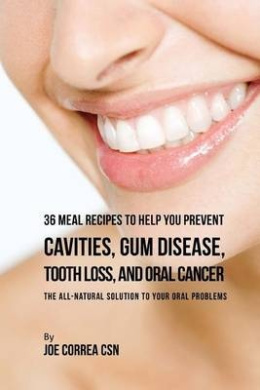 36 MEAL RECIPES TO HELP YOU PREVENT
CAVITIES, GUM DISEASE,
TOOTH LOSS, AND ORAL CANCER
THE ALL-NATURAL SOLUTION TO YOUR ORAL PROBLEMS
By
JOE CORREA CSN